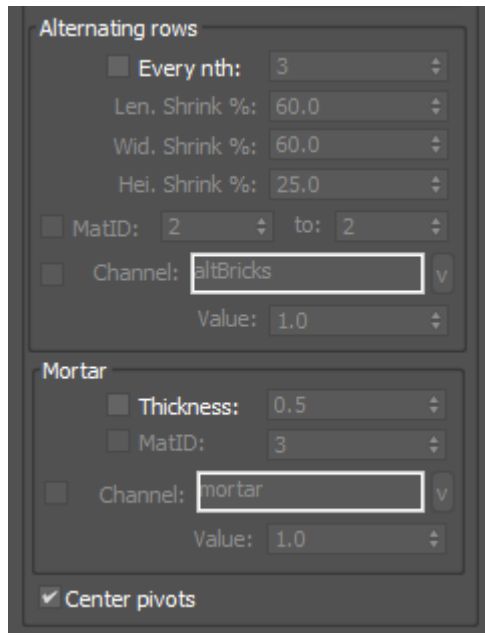 Alternating rows
Every nth: 3
Len. Shrink %: 60.0
Wid. Shrink %: 60.0
Hei. Shrink %: 25.0
MatID: 2 to: 2
Channel: altBricks v
Value: 1.0
Mortar
Thickness: 0.5
MatID: 3
Channel: mortar v
Value: 1.0
Center pivots